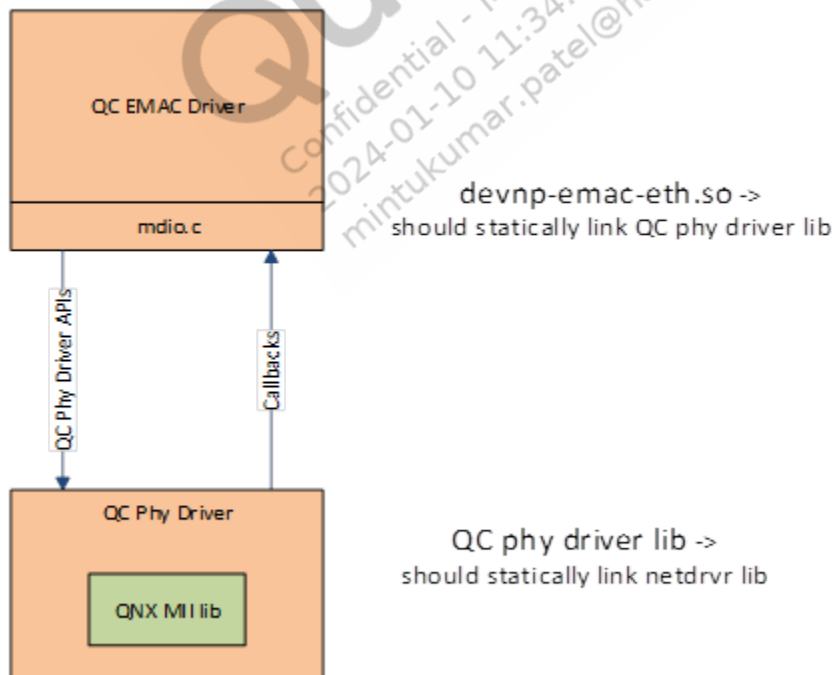 Qu
Confidential -
2024-01-10 11:34:
mintukumar.patel@h
QC EMAC Driver
mdio.c
devnp-emac-eth.so ->
should statically link QC phy driver lib
QC Phy Driver APIs
Callbacks
QC Phy Driver
QNX MII lib
QC phy driver lib ->
should statically link netdrvr lib